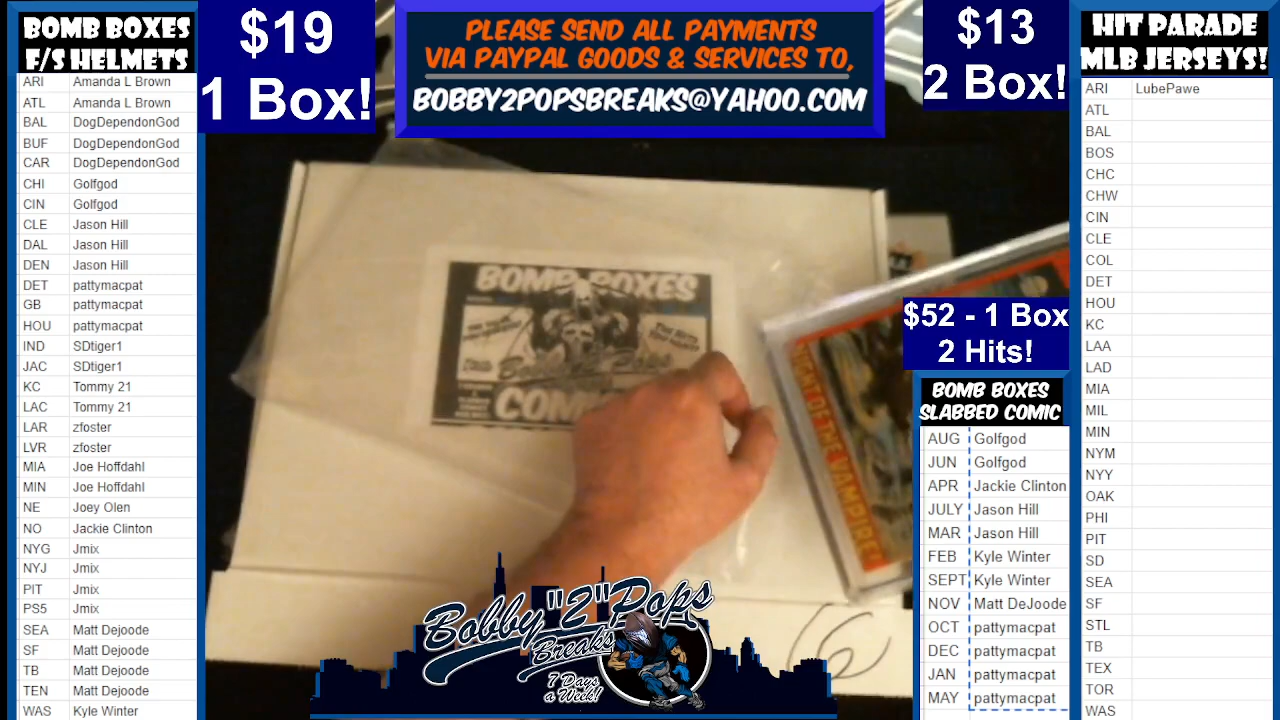 BOMB BOXES
F/S HELMETS
ARI Amanda L Brown
ATL Amanda L Brown
BAL DogDependonGod
BUF DogDependonGod
CAR DogDependonGod
CHI Golfgod
CIN Golfgod
CLE Jason Hill
DAL Jason Hill
DEN Jason Hill
DET pattymacpat
GB pattymacpat
HOU pattymacpat
IND SDtiger1
JAC SDtiger1
KC Tommy 21
LAC Tommy 21
LAR zfoster
LVR zfoster
MIA Joe Hoffdahl
MIN Joe Hoffdahl
NE Joey Olen
NO Jackie Clinton
NYG Jmix
NYJ Jmix
PIT Jmix
PS5 Jmix
SEA Matt Dejoode
SF Matt Dejoode
TB Matt Dejoode
TEN Matt Dejoode
WAS Kyle Winter
$19
1 Box!
PLEASE SEND ALL PAYMENTS
VIA PAYPAL GOODS & SERVICES TO,
BOBBY2POPSBREAKS@YAHOO.COM
$13
2 Box!
BOMB BOXES
NIGHT OF THE VAMPIRE!
16
Bobby "2" Pops
Breaks
7 Days
a Week!
$52 - 1 Box
2 Hits!
BOMB BOXES
SLABBED COMIC
AUG Golfgod
JUN Golfgod
APR Jackie Clinton
JULY Jason Hill
MAR Jason Hill
FEB Kyle Winter
SEPT Kyle Winter
NOV Matt DeJoode
OCT pattymacpat
DEC pattymacpat
JAN pattymacpat
MAY pattymacpat
HIT PARADE
MLB JERSEYS!
ARI LubePawe
ATL
BAL
BOS
CHC
CHW
CIN
CLE
COL
DET
HOU
KC
LAA
LAD
MIA
MIL
MIN
NYM
NYY
OAK
PHI
PIT
SD
SEA
SF
STL
TB
TEX
TOR
WAS